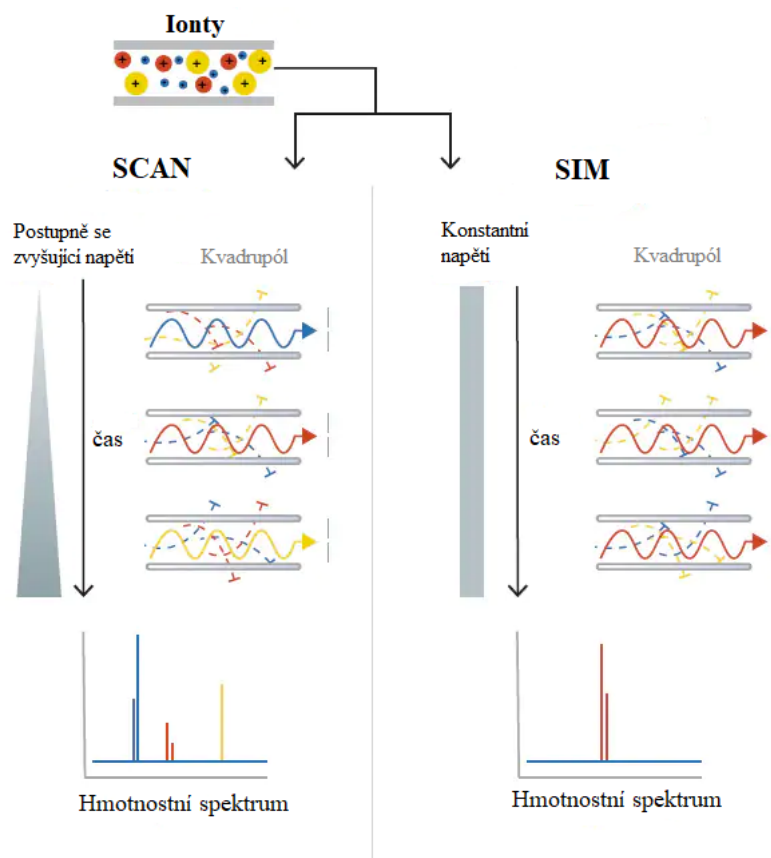 Ionty
SCAN
SIM
Postupně se
zvyšující napětí
Kvadrupól
Konstantní
napětí
Kvadrupól
čas
čas
Hmotnostní spektrum
Hmotnostní spektrum